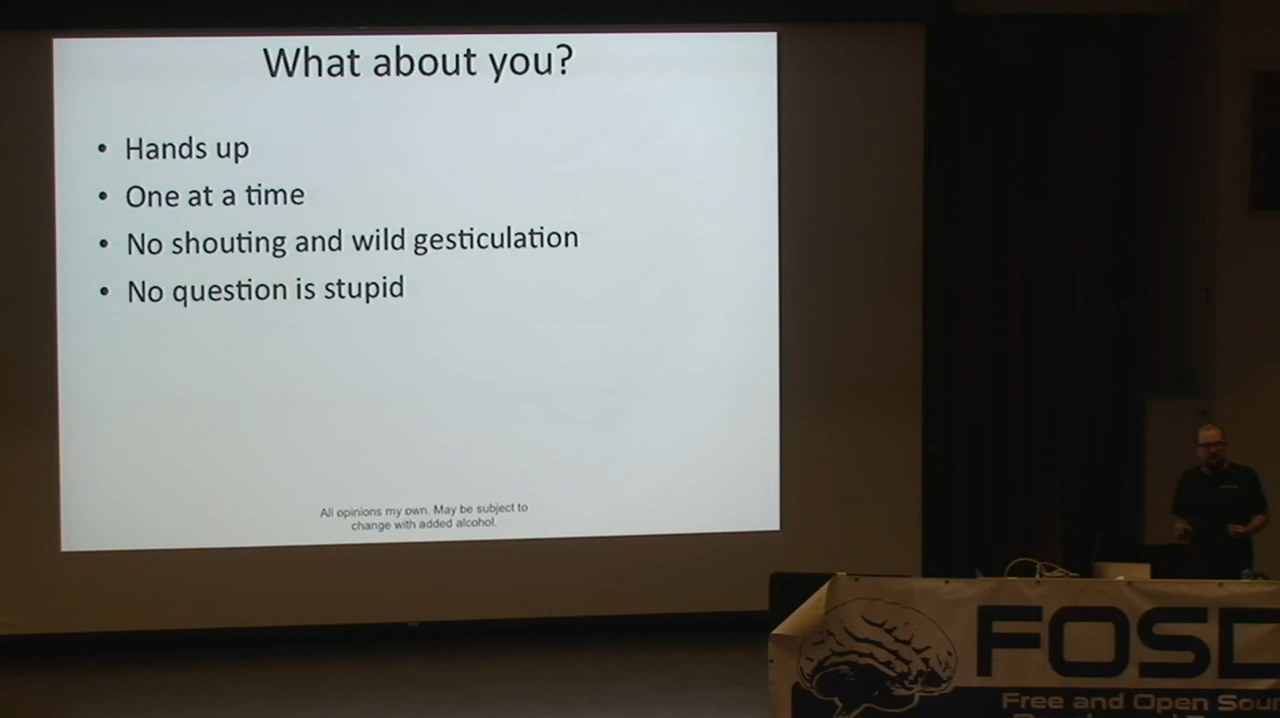 What about you?
• Hands up
• One at a time
• No shouting and wild gesticulation
• No question is stupid
All opinions my own. May be subject to
change with added alcohol.
FOSD
Free and Open Sour